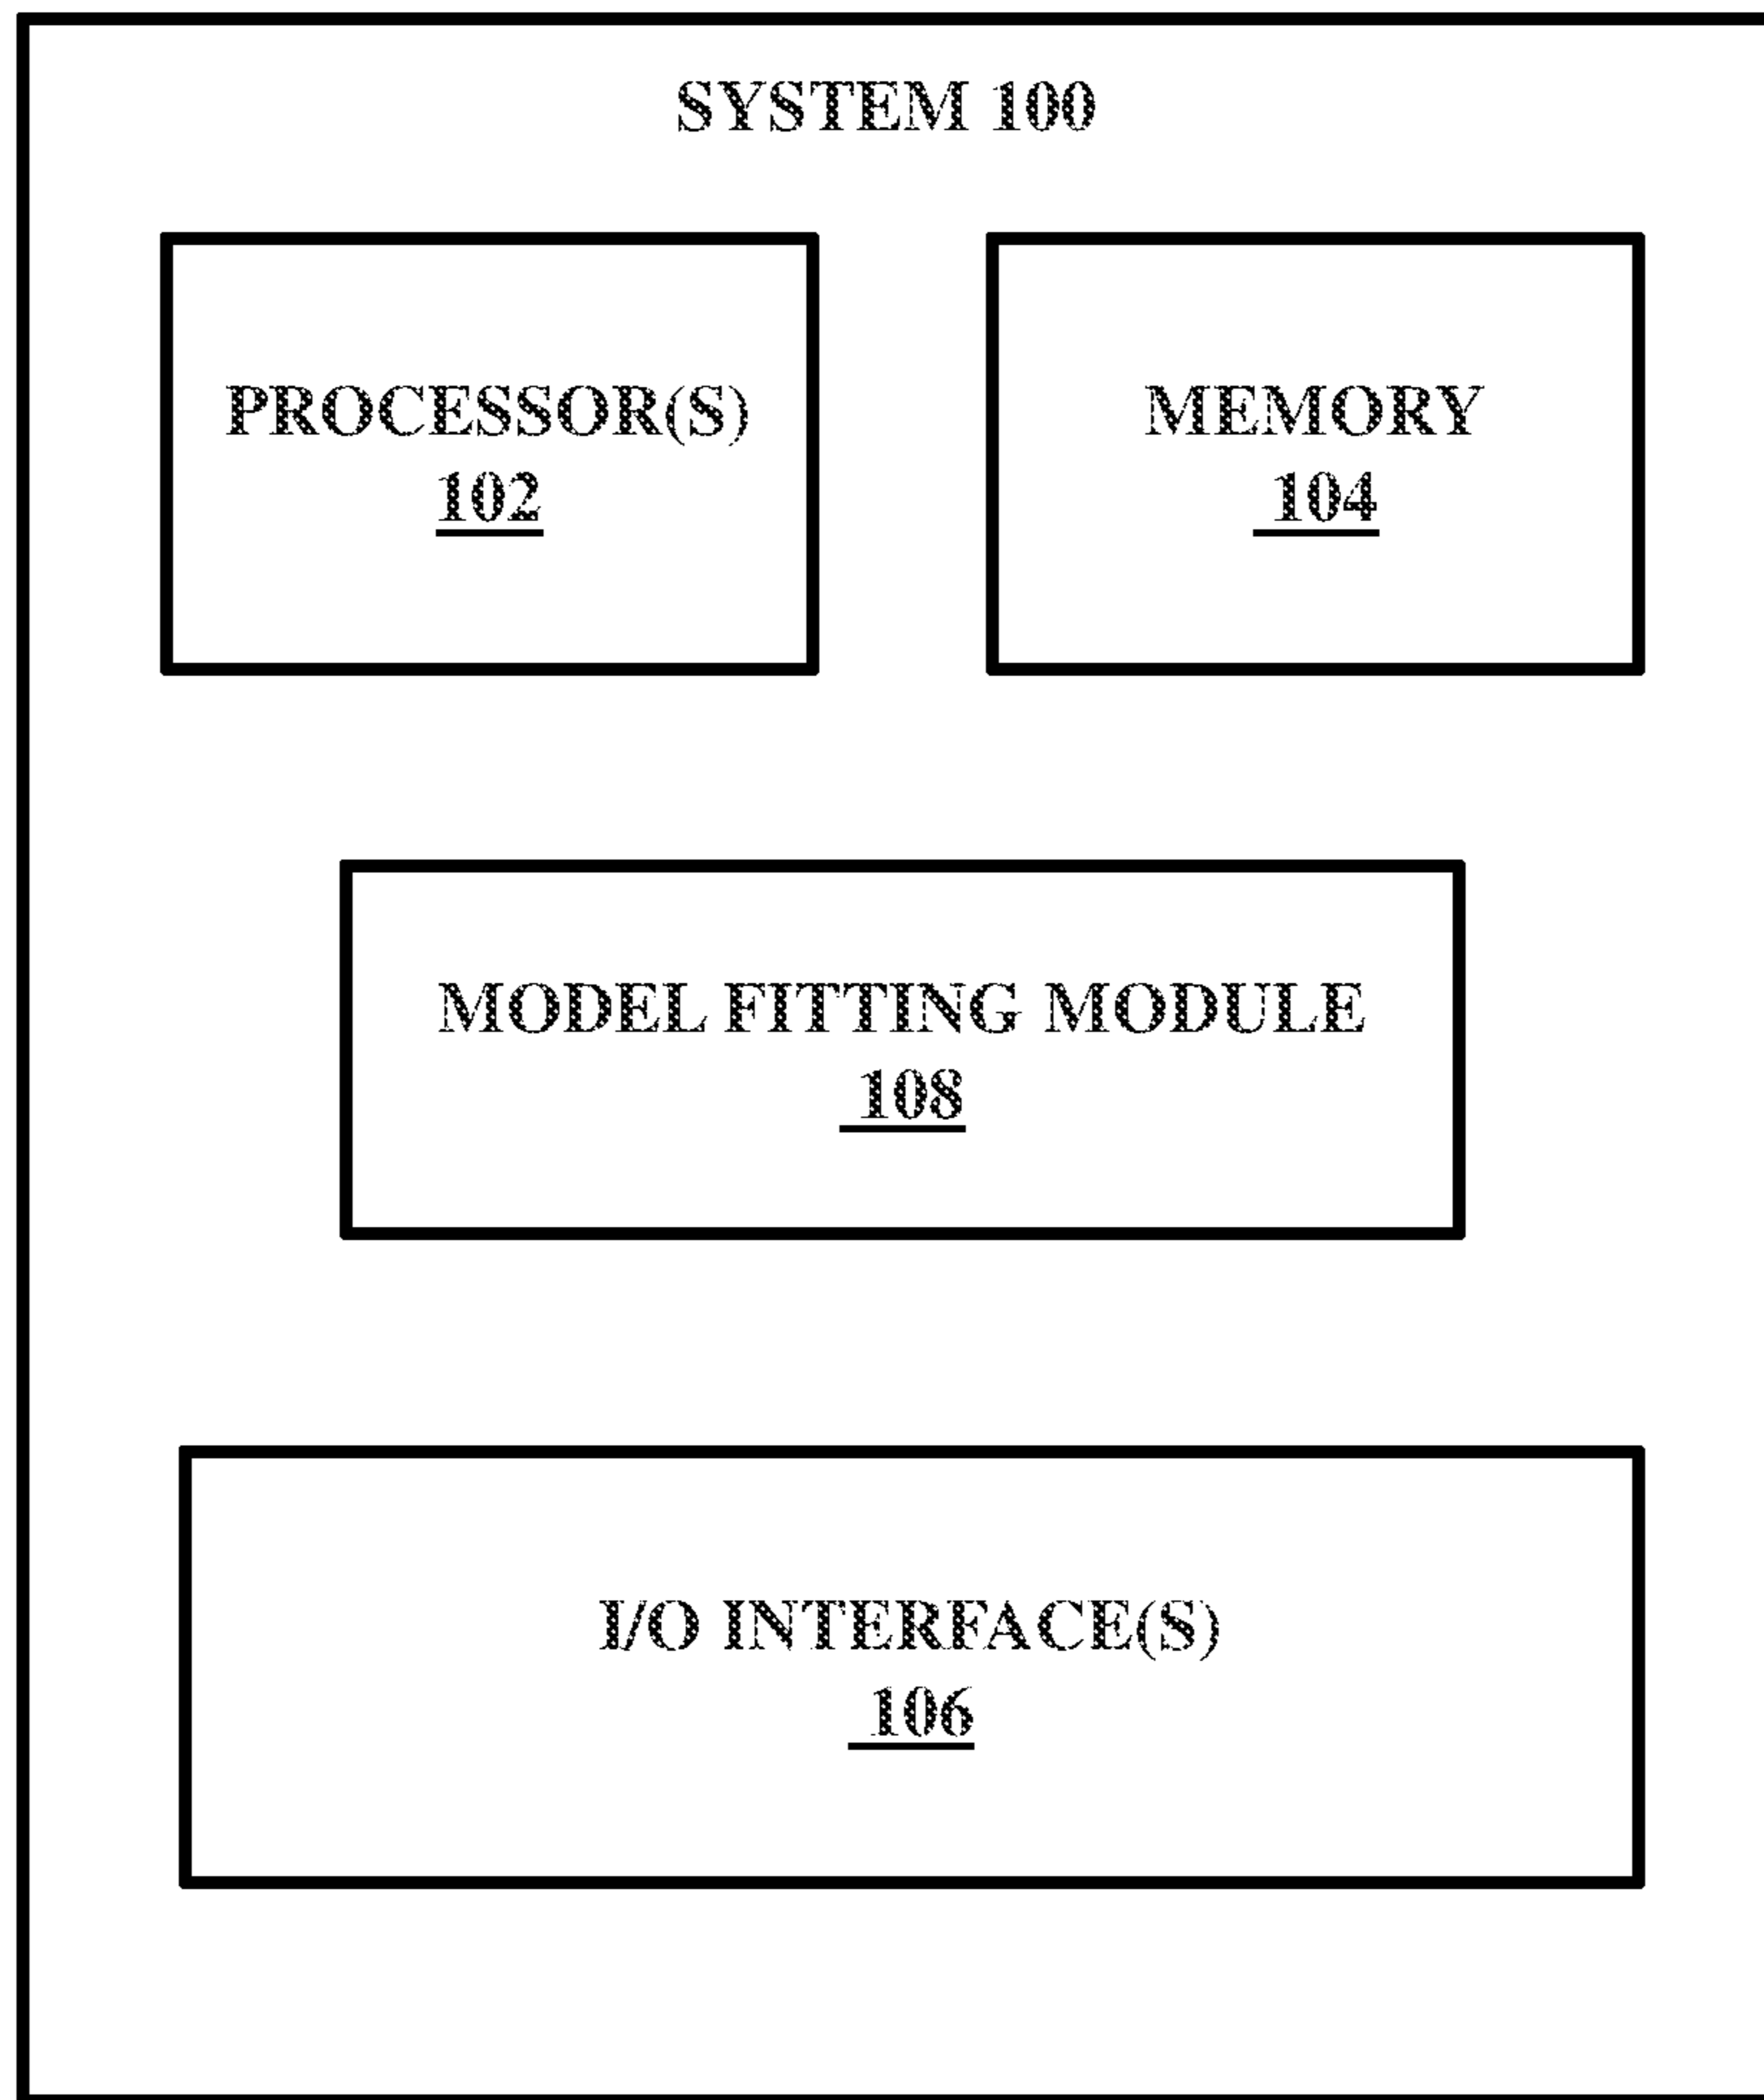 SYSTEM 100
PROCESSOR(S)
102
MEMORY
104
MODEL FITTING MODULE
108
I/O INTERFACE(S)
106